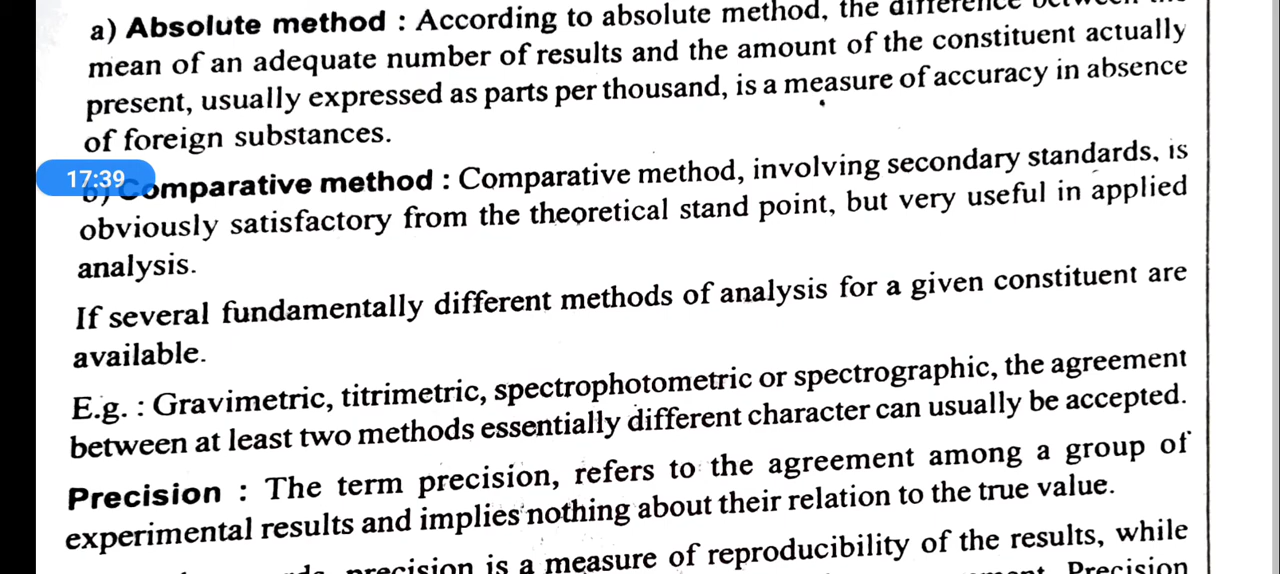 a) Absolute method : According to absolute method, the difference between the
mean of an adequate number of results and the amount of the constituent actually
present, usually expressed as parts per thousand, is a measure of accuracy in absence
of foreign substances.
17:39
b) Comparative method : Comparative method, involving secondary standards, is
obviously satisfactory from the theoretical stand point, but very useful in applied
analysis.
If several fundamentally different methods of analysis for a given constituent are
available.
E.g. : Gravimetric, titrimetric, spectrophotometric or spectrographic, the agreement
between at least two methods essentially different character can usually be accepted.
Precision : The term precision, refers to the agreement among a group of
experimental results and implies nothing about their relation to the true value.
precision is a measure of reproducibility of the results, while
Precision